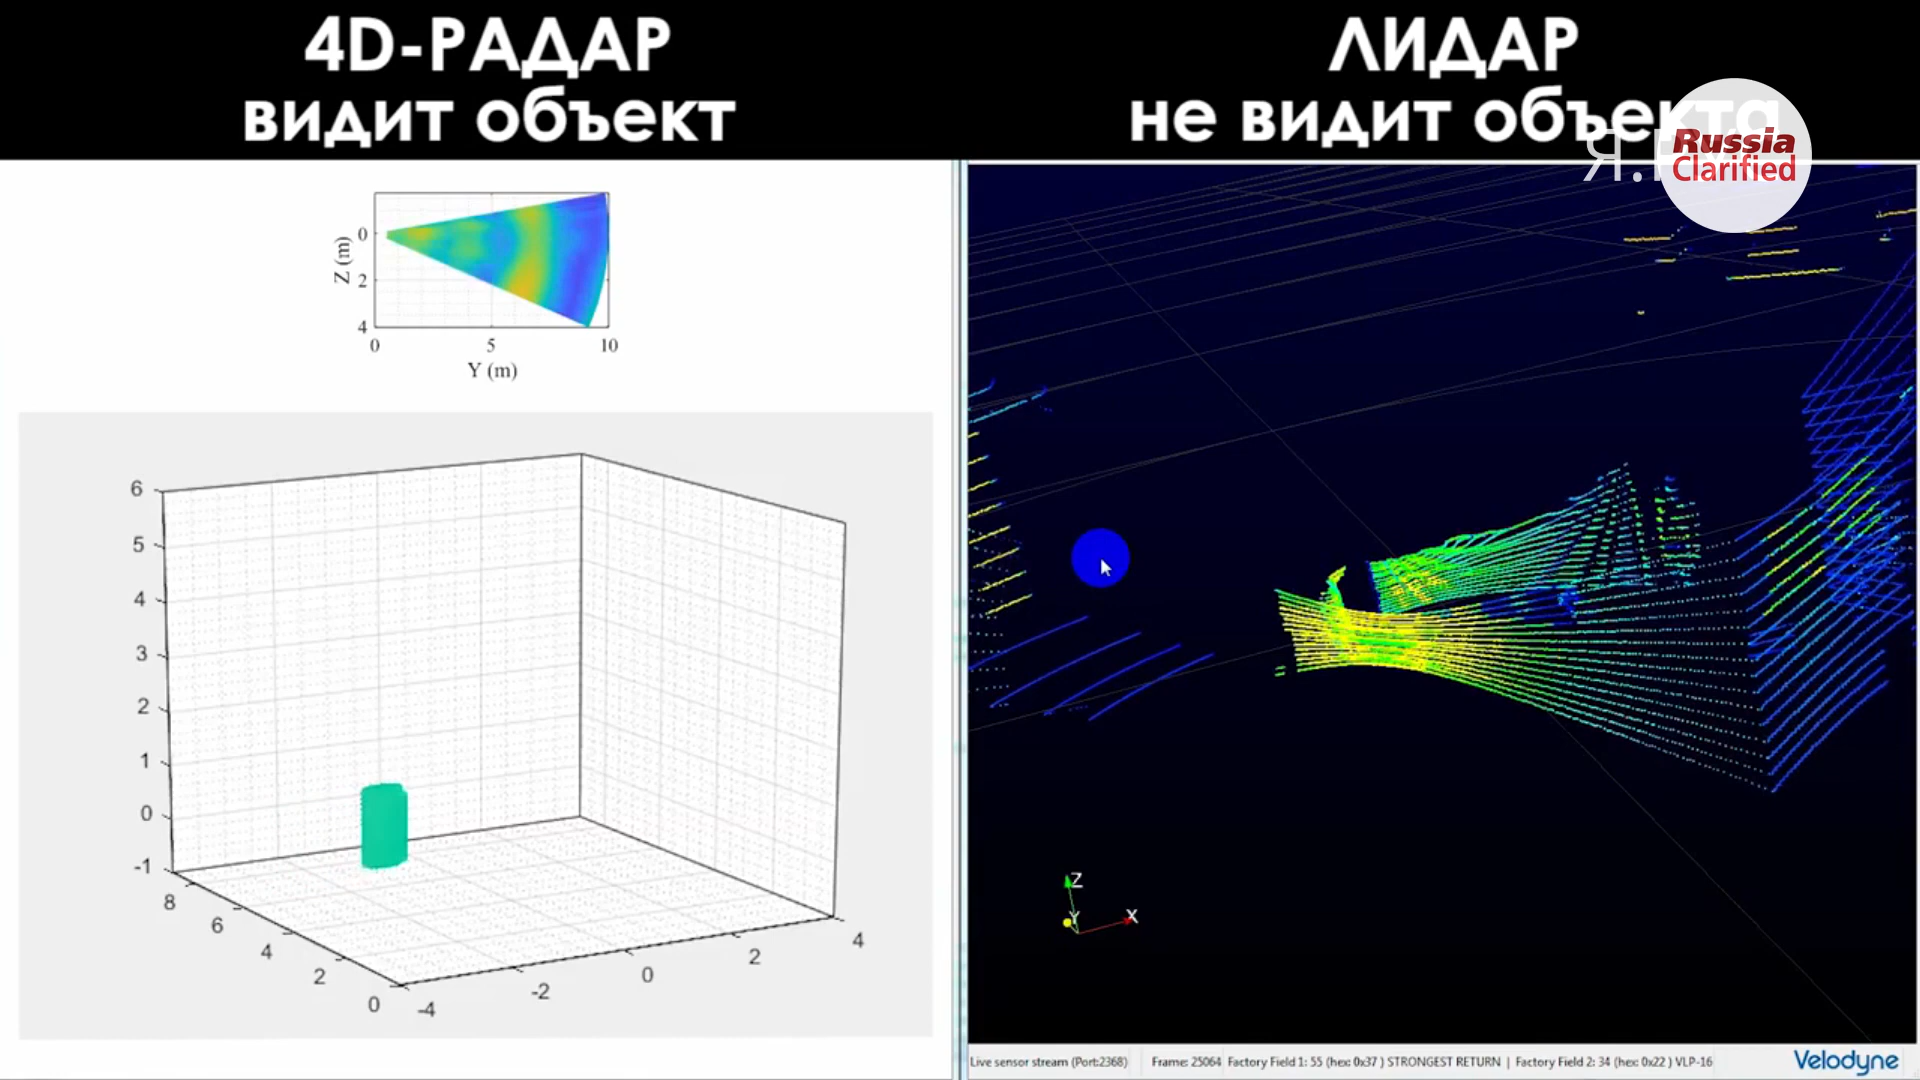 4D-РАДАР
видит объект
ЛИДАР
не видит объекта
Russia
Clarified
0
2
4
Z (m)
0 5 10
Y (m)
6
5
4
3
2
1
0
-1
8
6
4
2
0
-4
-2
0
2
4
Z
Y
X
Live sensor stream (Port:2368) Frame: 25064 Factory Field 1: 55 (hex: 0x37 ) STRONGEST RETURN | Factory Field 2: 34 (hex: 0x22 ) VLP-16
Velodyne